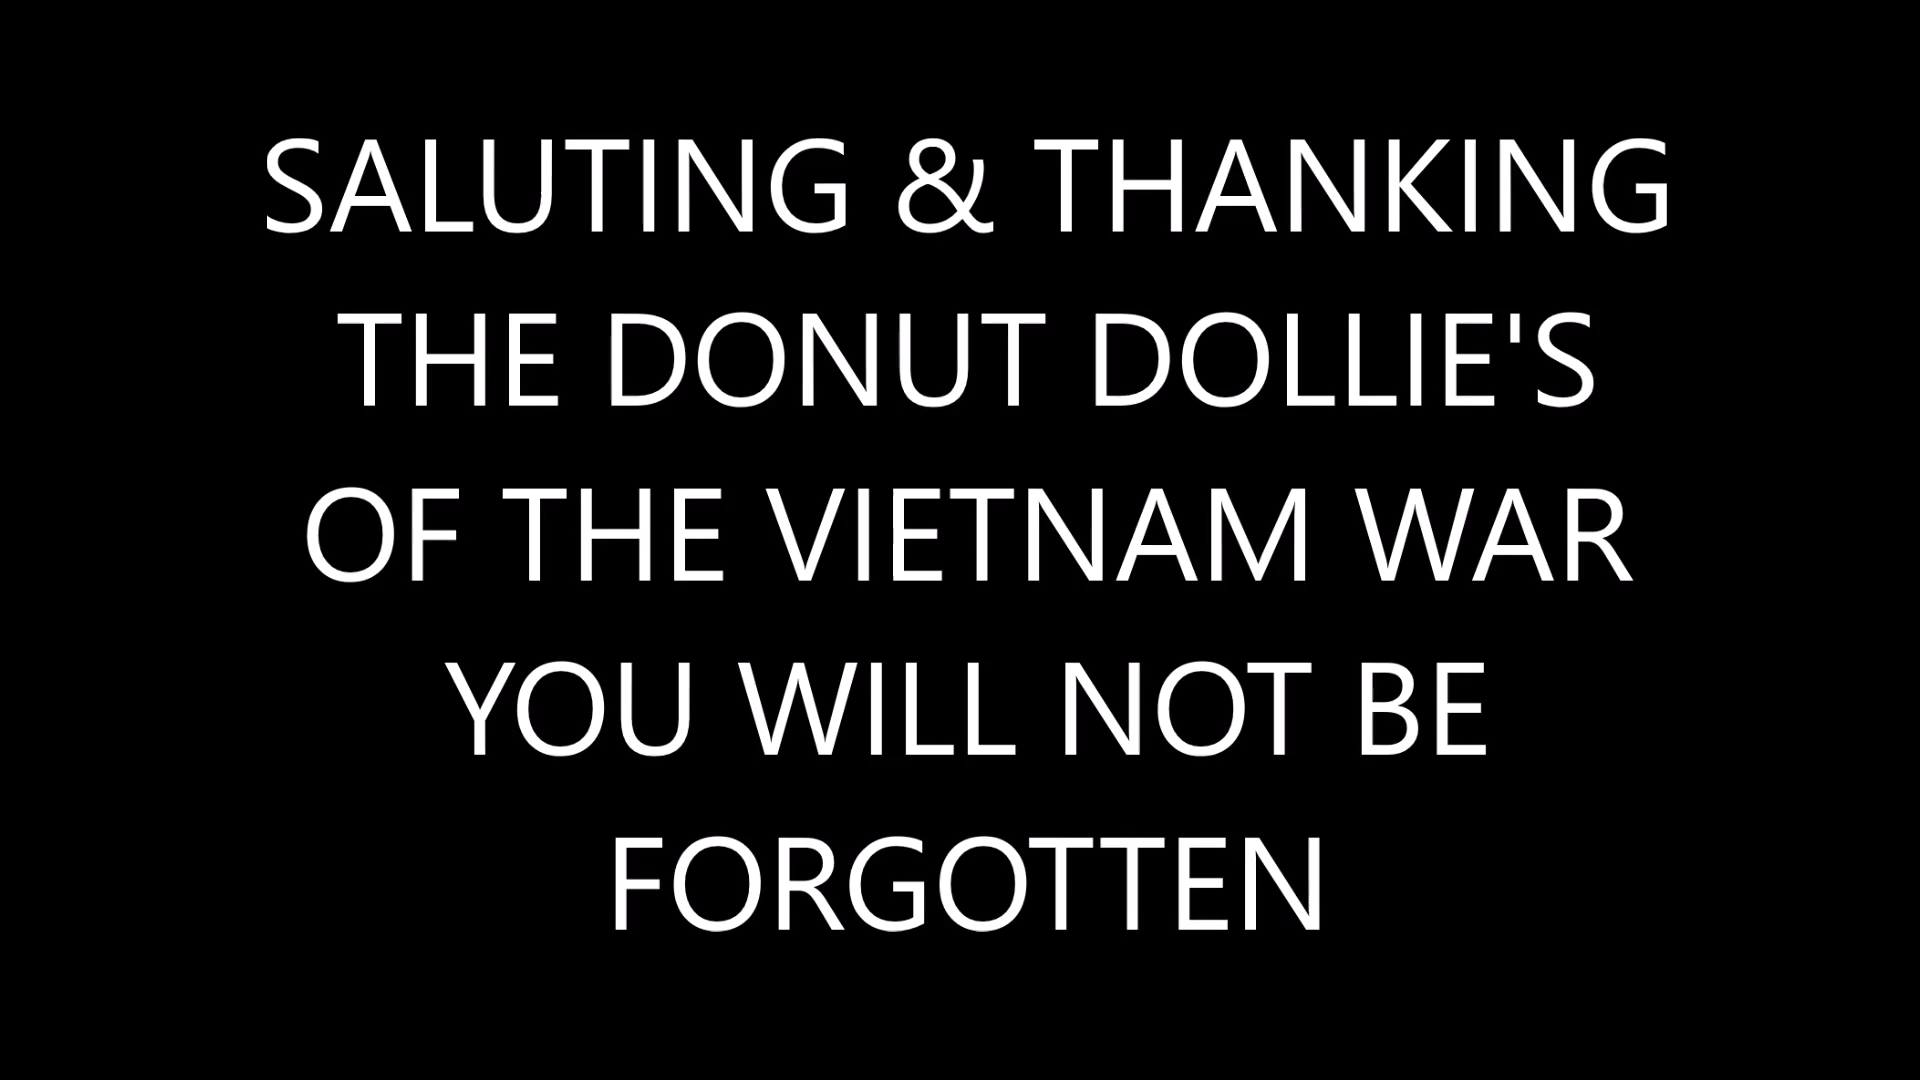 SALUTING & THANKING
THE DONUT DOLLIE'S
OF THE VIETNAM WAR
YOU WILL NOT BE
FORGOTTEN